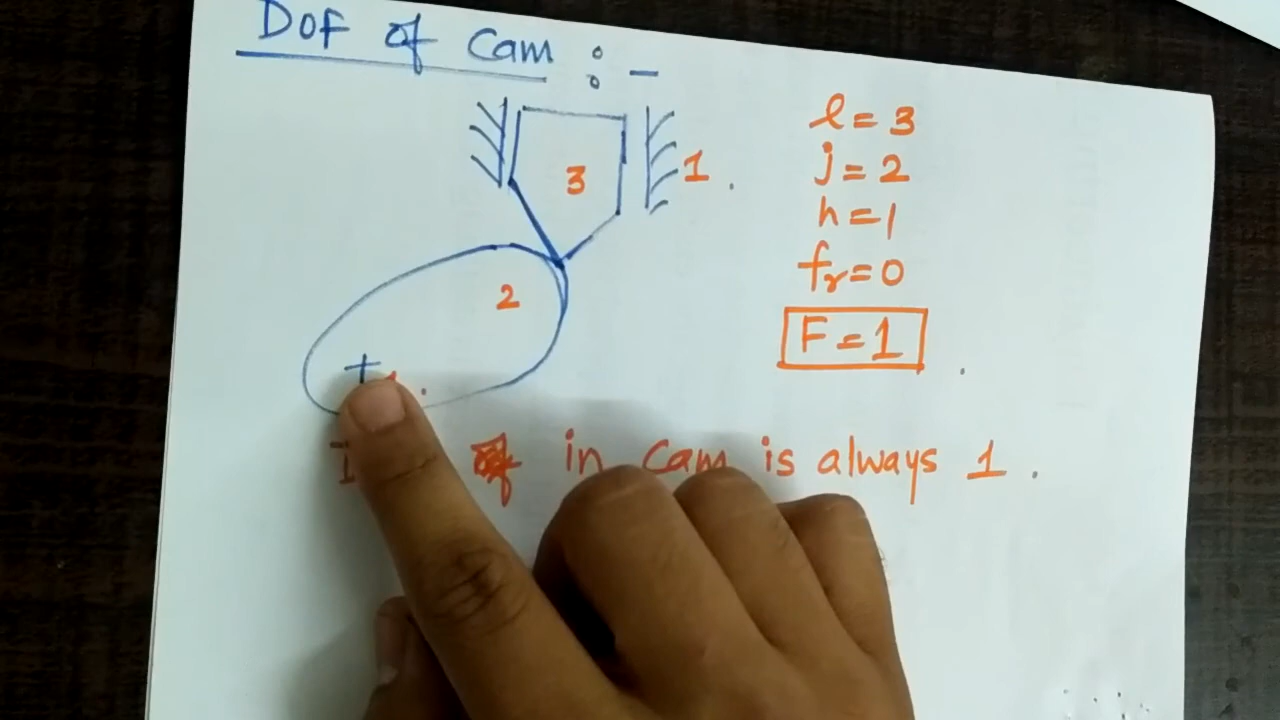 DOF of Cam :-
3
1.
2
l = 3
j = 2
h = 1
fr = 0
F = 1
in Cam is always 1.